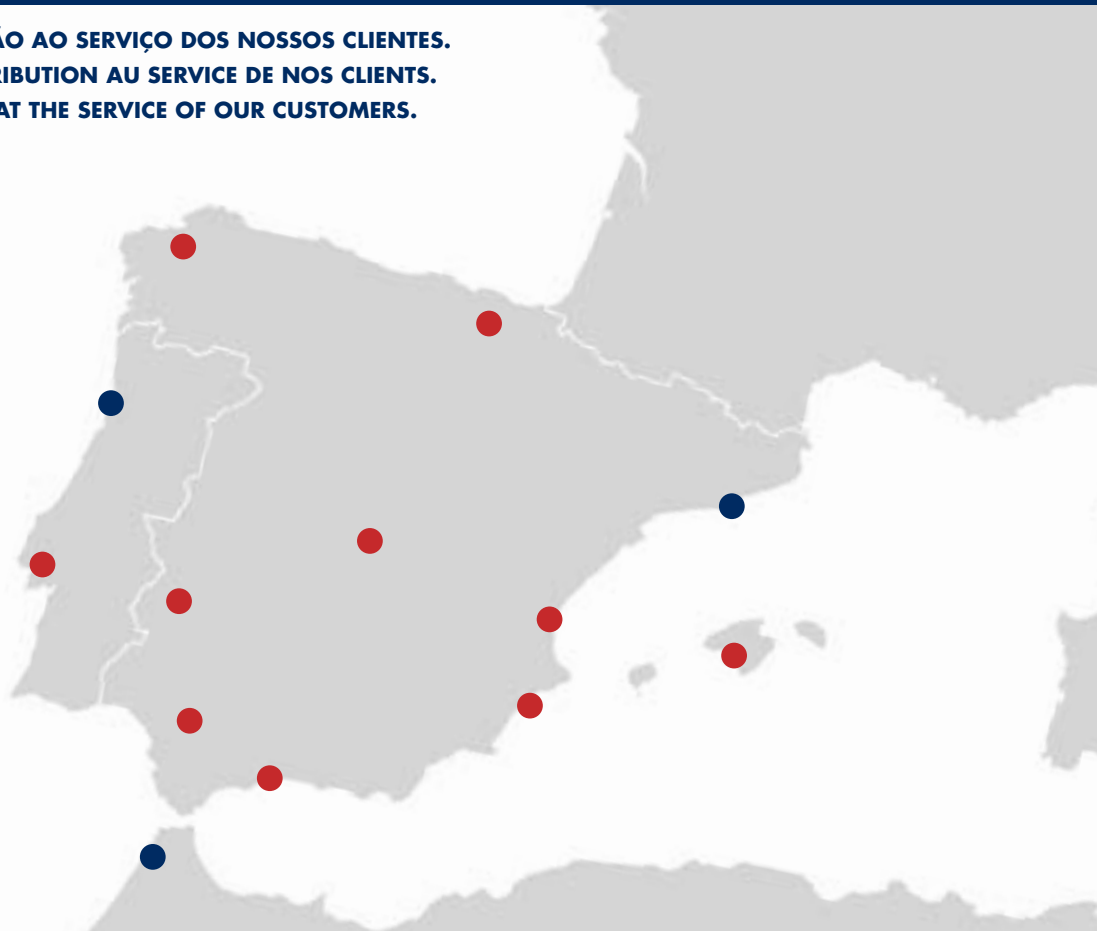 ÃO AO SERVIÇO DOS NOSSOS CLIENTES.
RIBUTION AU SERVICE DE NOS CLIENTS.
AT THE SERVICE OF OUR CUSTOMERS.